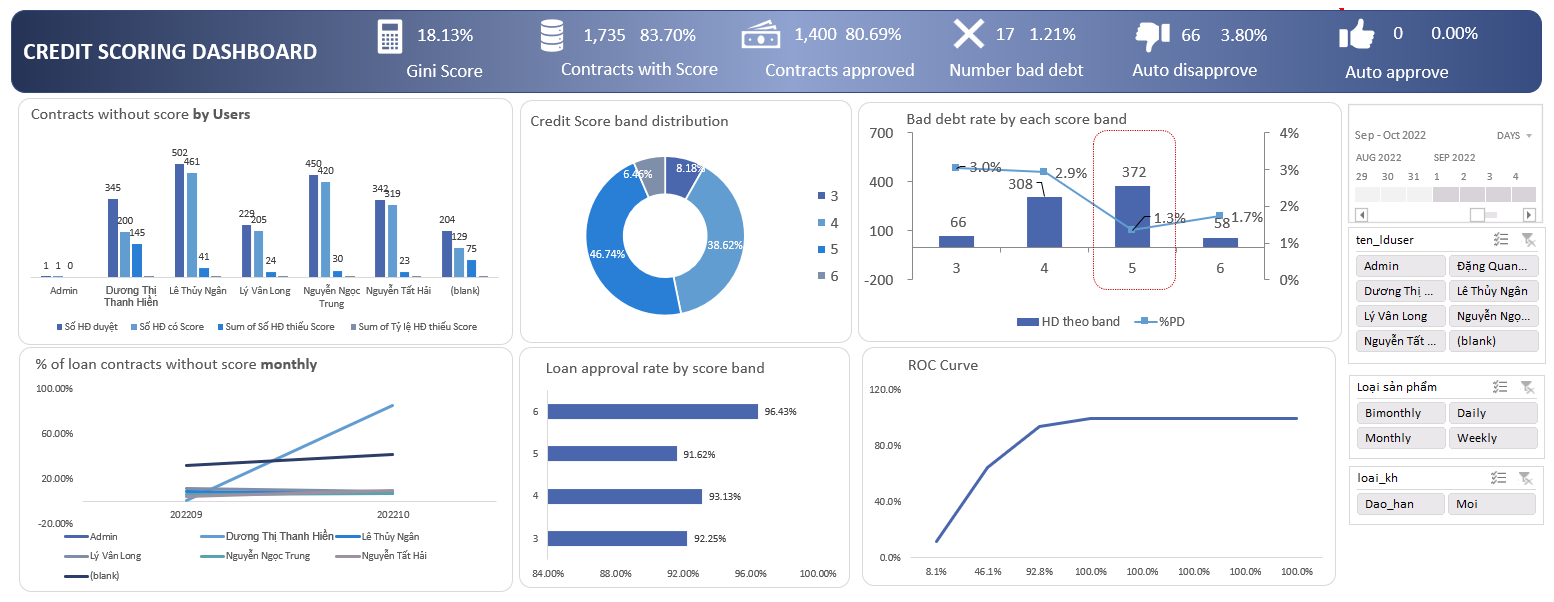 CREDIT SCORING DASHBOARD
18.13%
Gini Score
1,735 83.70%
Contracts with Score
1,400 80.69%
Contracts approved
17 1.21%
Number bad debt
66 3.80%
Auto disapprove
0 0.00%
Auto approve
Contracts without score by Users
502
461
450
420
345
342
319
200
229
205
204
145
129
75
41
24
30
23
1 1 0
Admin
Dương Thị Thanh Hiền
Lê Thủy Ngân
Lý Vân Long
Nguyễn Ngọc Trung
Nguyễn Tất Hải
(blank)
Số HĐ duyệt
Số HĐ có Score
Sum of Số HĐ thiếu Score
Sum of Tỷ lệ HĐ thiếu Score
Credit Score band distribution
8.18%
38.62%
46.74%
6.46%
3
4
5
6
Bad debt rate by each score band
700
400
100
-200
4%
3%
2%
1%
0%
3.0%
2.9%
1.3%
1.7%
66
308
372
58
3 4 5 6
HD theo band
%PD
Sep - Oct 2022
DAYS
AUG 2022 SEP 2022
29 30 31 1 2 3 4
ten_lduser
Admin
Đặng Quan...
Dương Thị ...
Lê Thủy Ngân
Lý Vân Long
Nguyễn Ngọ...
Nguyễn Tất ...
(blank)
% of loan contracts without score monthly
100.00%
60.00%
20.00%
-20.00%
202209 202210
Admin
Dương Thị Thanh Hiền
Lê Thủy Ngân
Lý Vân Long
Nguyễn Ngọc Trung
Nguyễn Tất Hải
(blank)
Loan approval rate by score band
6 96.43%
5 91.62%
4 93.13%
3 92.25%
84.00% 88.00% 92.00% 96.00% 100.00%
ROC Curve
120.0%
80.0%
40.0%
0.0%
8.1% 46.1% 92.8% 100.0% 100.0% 100.0% 100.0% 100.0%
Loại sản phẩm
Bimonthly
Daily
Monthly
Weekly
loai_kh
Dao_han
Moi